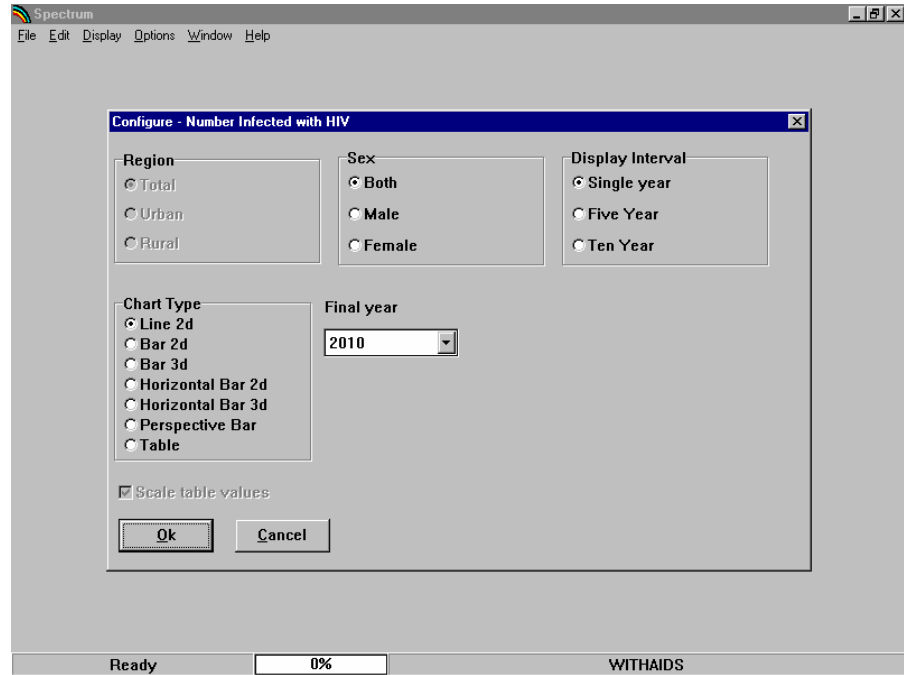 Spectrum
File Edit Display Options Window Help
Configure - Number Infected with HIV
Region
Total
Urban
Rural
Sex
Both
Male
Female
Display Interval
Single year
Five Year
Ten Year
Chart Type
Line 2d
Bar 2d
Bar 3d
Horizontal Bar 2d
Horizontal Bar 3d
Perspective Bar
Table
Final year
2010
Scale table values
Ok Cancel
Ready 0% WITHAIDS